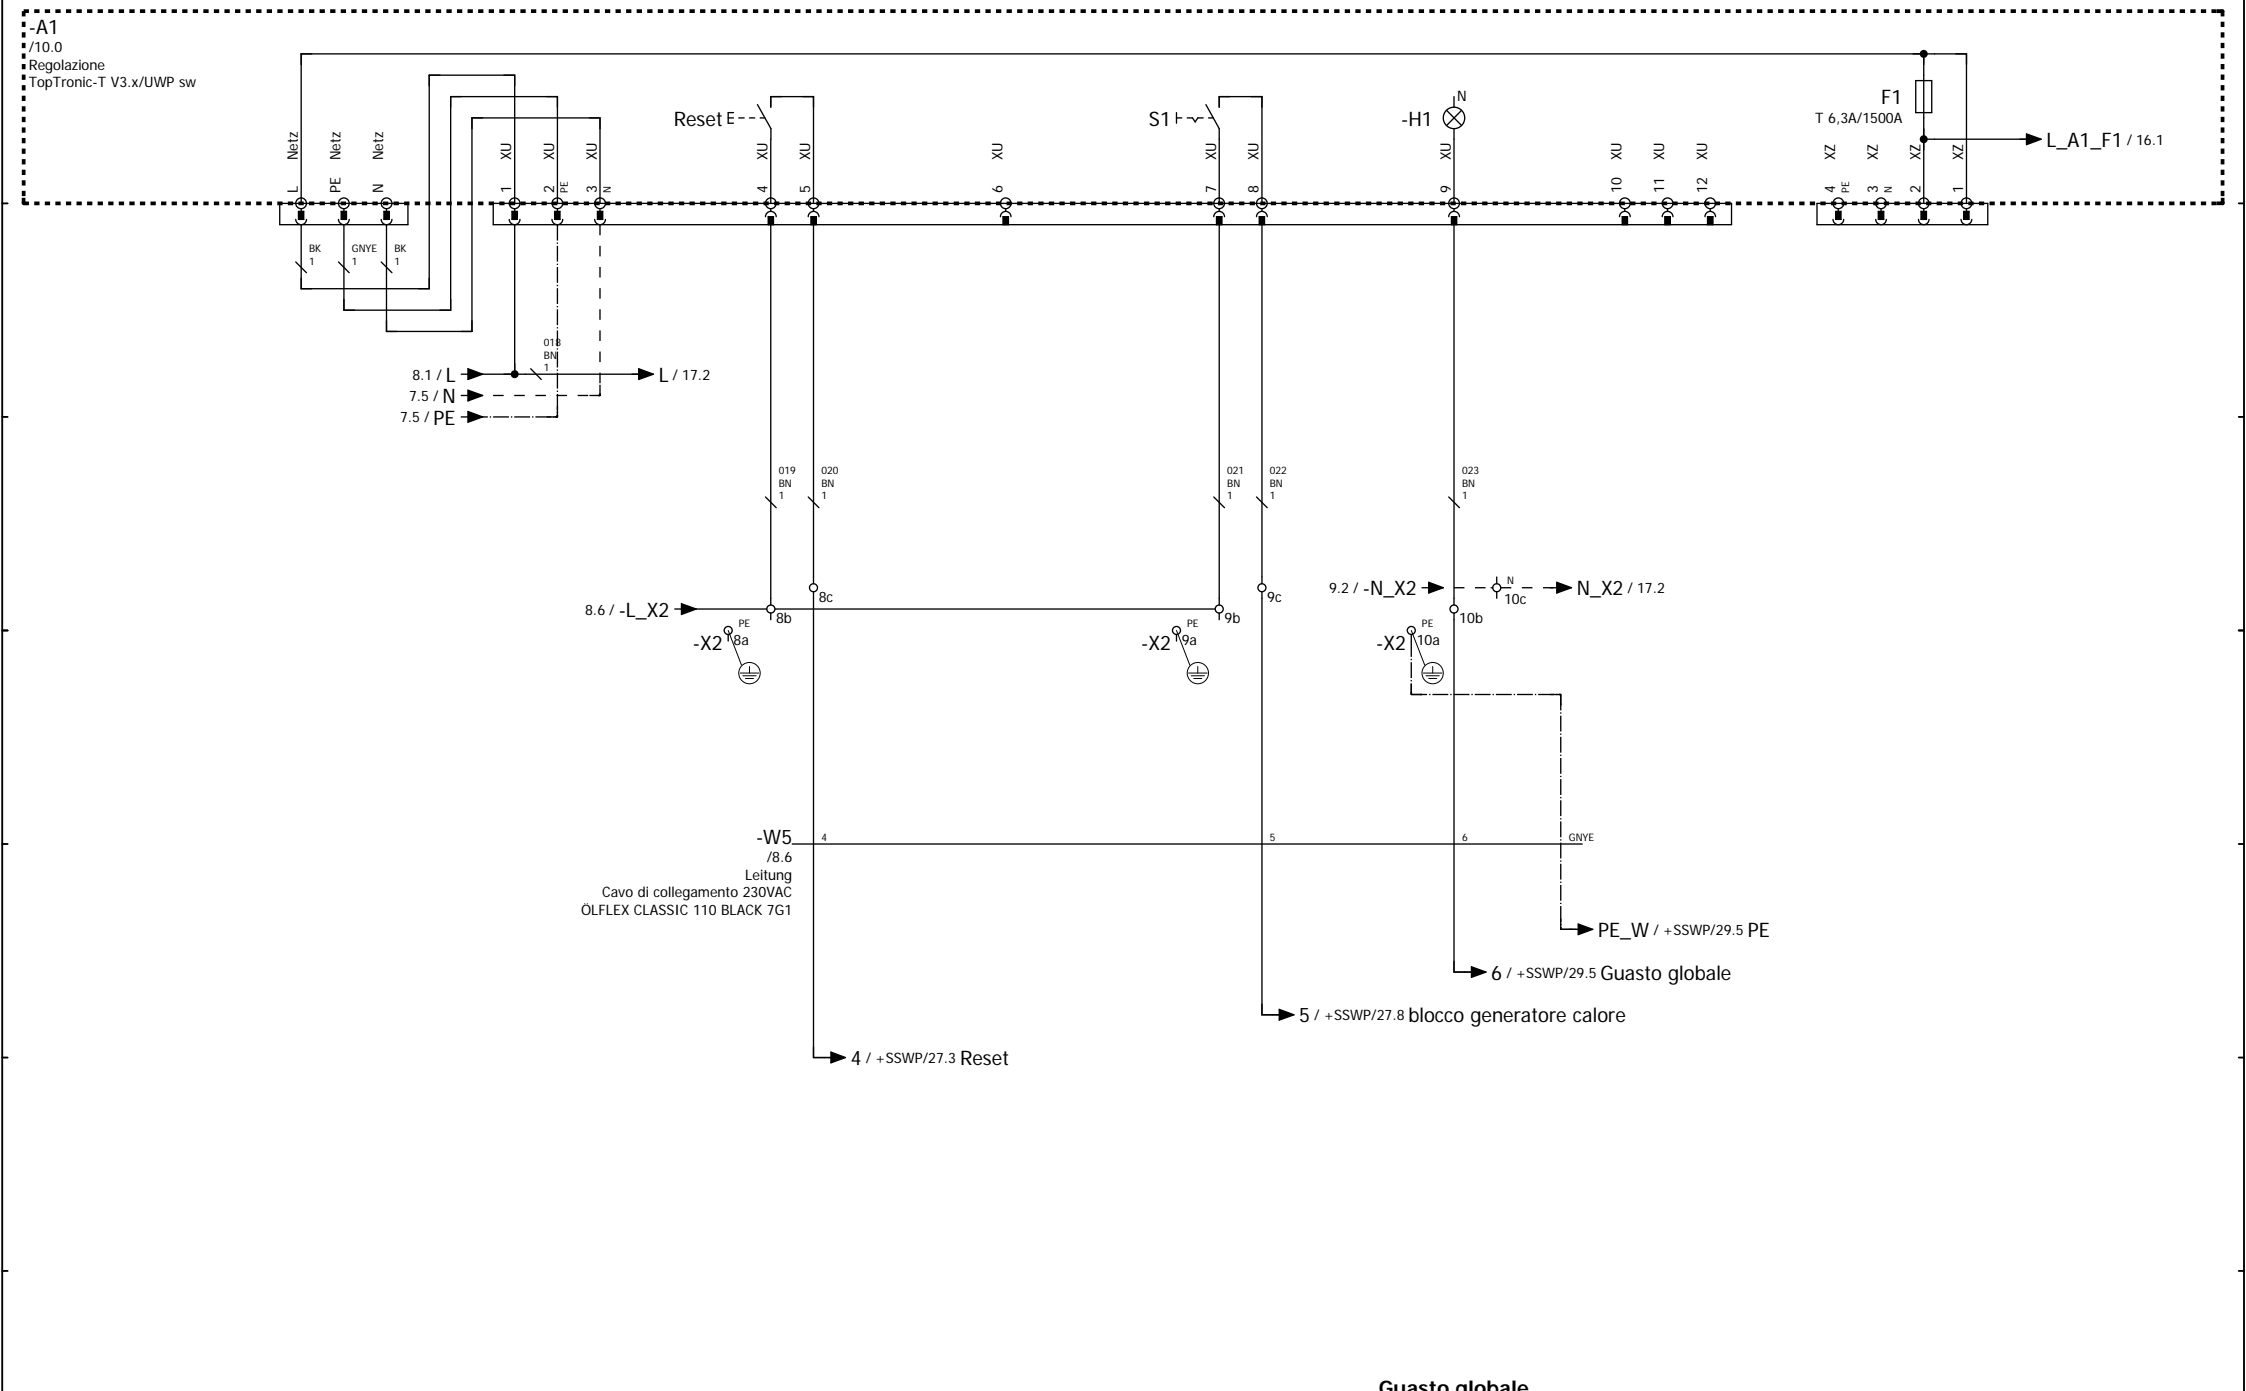 -A1
/10.0
Regolazione
TopTronic-T V3.x/UWP sw
Reset
S1
-H1
N
F1
T 6,3A/1500A
L_A1_F1 / 16.1
Netz Netz Netz XU XU XU XU XU XU XU XU XU XU XU XU XZ XZ XZ XZ
L PE N 1 2 PE 3 N 4 5 6 7 8 9 10 11 12 4 PE 3 N 2 1
BK GNYE BK
1 1 1
018
BN
1
8.1 / L
L / 17.2
7.5 / N
7.5 / PE
019 020 021 022 023
BN BN BN BN BN
1 1 1 1 1
9.2 / -N_X2
N
10c
N_X2 / 17.2
8c
9c
8.6 / -L_X2
8b
9b
10b
PE PE PE
-X2 8a
-X2 9a
-X2 10a
-W5 4 5 6 GNYE
/8.6
Leitung
Cavo di collegamento 230VAC
ÖLFLEX CLASSIC 110 BLACK 7G1
PE_W / +SSWP/29.5 PE
6 / +SSWP/29.5 Guasto globale
5 / +SSWP/27.8 blocco generatore calore
4 / +SSWP/27.3 Reset
Guasto globale